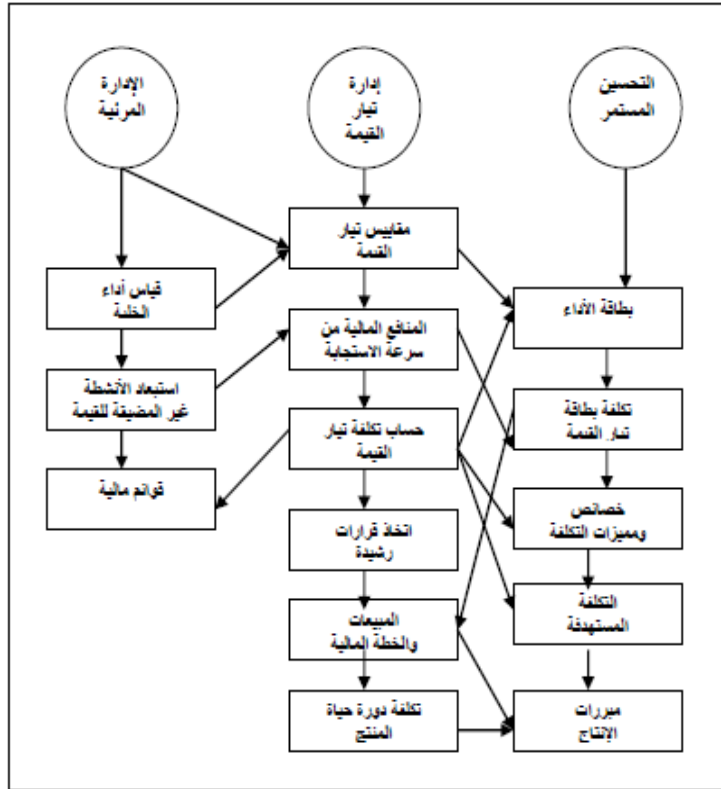 الإدارة
المرئية
إدارة
تيار
القيمة
التحسين
المستمر
مقاييس تيار
القيمة
قياس أداء
الخلية
بطاقة الأداء
المنافع المالية من
سرعة الاستجابة
استبعاد الأنشطة
غير المضيفة للقيمة
تكلفة بطاقة
تيار القيمة
حساب تكلفة تيار
القيمة
قوائم مالية
خصائص
ومميزات التكلفة
اتخاذ قرارات
رشيدة
التكلفة
المستهدفة
المبيعات
والخطة المالية
تكلفة دورة حياة
المنتج
مبررات
الإنتاج